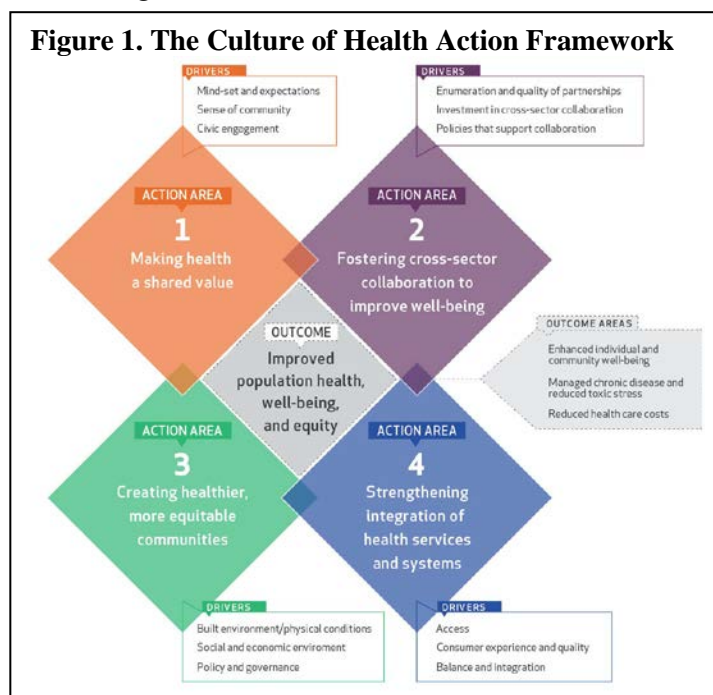 Figure 1. The Culture of Health Action Framework
DRIVERS
Mind-set and expectations
Sense of community
Civic engagement
DRIVERS
Enumeration and quality of partnerships
Investment in cross-sector collaboration
Policies that support collaboration
ACTION AREA
1
Making health
a shared value
ACTION AREA
2
Fostering cross-sector
collaboration to
improve well-being
OUTCOME
Improved
population health,
well-being,
and equity
OUTCOME AREAS
Enhanced individual and
community well-being
Managed chronic disease and
reduced toxic stress
Reduced health care costs
ACTION AREA
3
Creating healthier,
more equitable
communities
ACTION AREA
4
Strengthening
integration of
health services
and systems
DRIVERS
Built environment/physical conditions
Social and economic enviroment
Policy and governance
DRIVERS
Access
Consumer experience and quality
Balance and integration